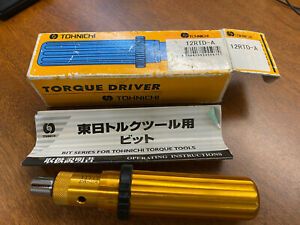 TOHNICHI
TOHNICHI
12RTD-A
12RTD-A
TORQUE DRIVER
TOHNICHI
東日トルクツール用
ビット
BIT SERIES FOR TOHNICHI TORQUE TOOLS
取扱説明書
OPERATING INSTRUCTIONS